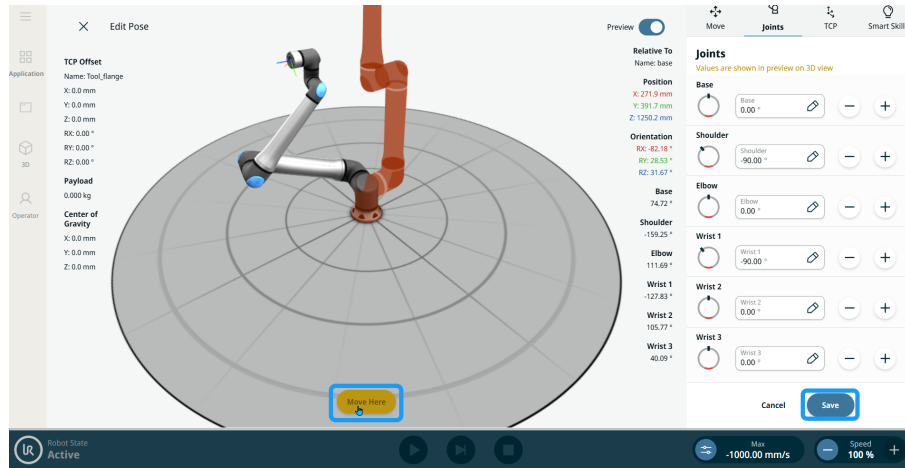 Edit Pose
Preview
Move
Joints
TCP
Smart Skill
Application
3D
Operator
TCP Offset
Name: Tool_flange
X: 0.0 mm
Y: 0.0 mm
Z: 0.0 mm
RX: 0.00 °
RY: 0.00 °
RZ: 0.00 °
Payload
0.000 kg
Center of
Gravity
X: 0.0 mm
Y: 0.0 mm
Z: 0.0 mm
Relative To
Name: base
Position
X: 271.9 mm
Y: 391.7 mm
Z: 1250.2 mm
Orientation
RX: -82.18 °
RY: 28.53 °
RZ: 31.67 °
Base
74.72 °
Shoulder
-159.25 °
Elbow
111.69 °
Wrist 1
-127.83 °
Wrist 2
105.77 °
Wrist 3
40.09 °
Joints
Values are shown in preview on 3D view
Base
Base
0.00 °
Shoulder
Shoulder
-90.00 °
Elbow
Elbow
0.00 °
Wrist 1
Wrist 1
-90.00 °
Wrist 2
Wrist 2
0.00 °
Wrist 3
Wrist 3
0.00 °
Move Here
Cancel
Save
UR
Robot State
Active
Max
-1000.00 mm/s
Speed
100 %